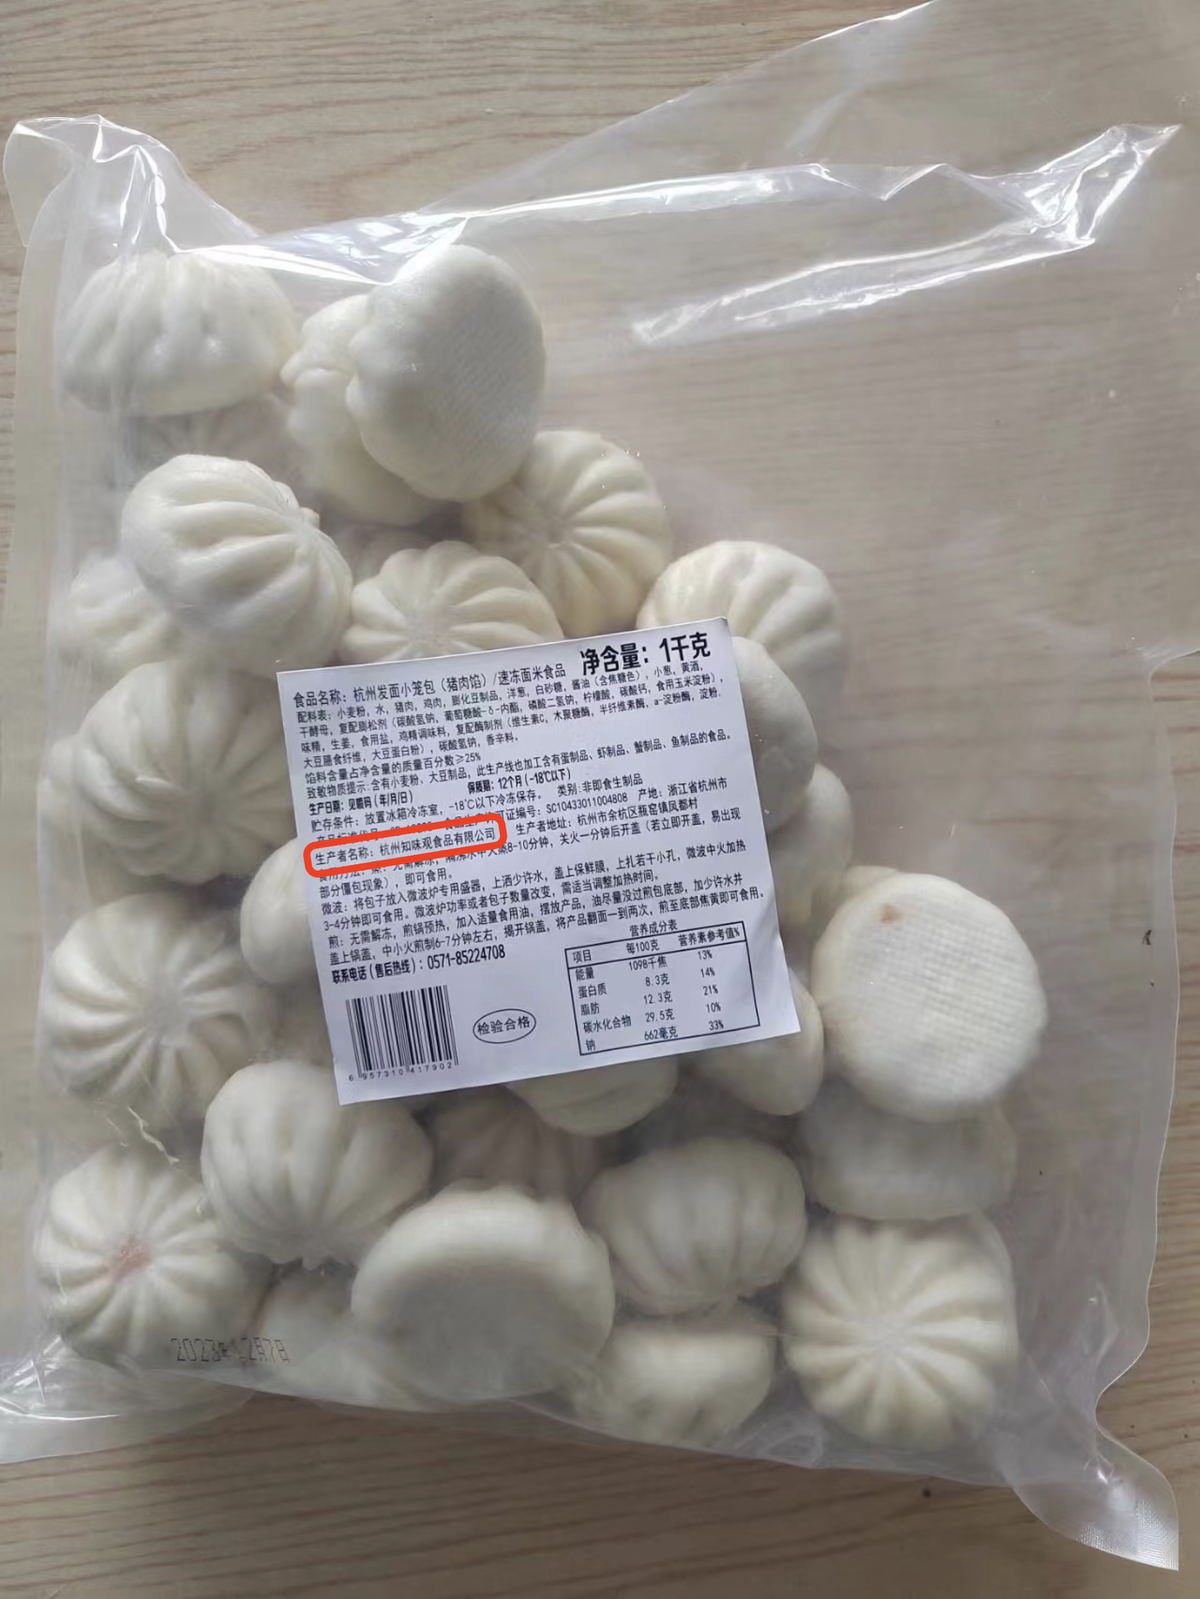 食品名称：杭州发面小笼包（猪肉馅）/速冻面米食品 净含量：1千克
配料表：小麦粉，水，猪肉，鸡肉，膨化豆制品，洋葱，白砂糖，酱油（含焦糖色），小葱，黄酒，
干酵母，复配膨松剂（碳酸氢钠，葡萄糖酸-δ-内酯，磷酸二氢钠，柠檬酸，碳酸钙，食用玉米淀粉），
味精，生姜，食用盐，鸡精调味料，复配酶制剂（维生素C，木聚糖酶，半纤维素酶，a-淀粉酶，淀粉，
大豆膳食纤维，大豆蛋白粉），碳酸氢钠，香辛料。
馅料含量占净含量的质量百分数≥25%
致敏物质提示：含有小麦粉、大豆制品，此生产线也加工含有蛋制品、虾制品、蟹制品、鱼制品的食品。
生产日期：见喷码（年/月/日） 保质期：12个月（-18℃以下）
贮存条件：放置冰箱冷冻室，-18℃以下冷冻保存。 类别：非即食生制品
许可证编号：SC10433011004808 产地：浙江省杭州市
生产者名称：杭州知味观食品有限公司 生产者地址：杭州市余杭区瓶窑镇凤都村
8-10分钟，关火一分钟后开盖（若立即开盖，易出现
部分僵包现象），即可食用。
微波：将包子放入微波炉专用盛器，上洒少许水，盖上保鲜膜，上扎若干小孔，微波中火加热
3-4分钟即可食用。微波炉功率或者包子数量改变，需适当调整加热时间。
煎：无需解冻，煎锅预热，加入适量食用油，摆放产品，油尽量没过煎包底部，加少许水并
盖上锅盖，中小火煎制6-7分钟左右，揭开锅盖，将产品翻面一到两次，煎至底部焦黄即可食用。
联系电话（售后热线）：0571-85224708
营养成分表
项目 每100克 营养素参考值%
能量 1098千焦 13%
蛋白质 8.3克 14%
脂肪 12.3克 21%
碳水化合物 29.5克 10%
钠 662毫克 33%
检验合格
6 957310 417902
2023年12月7日